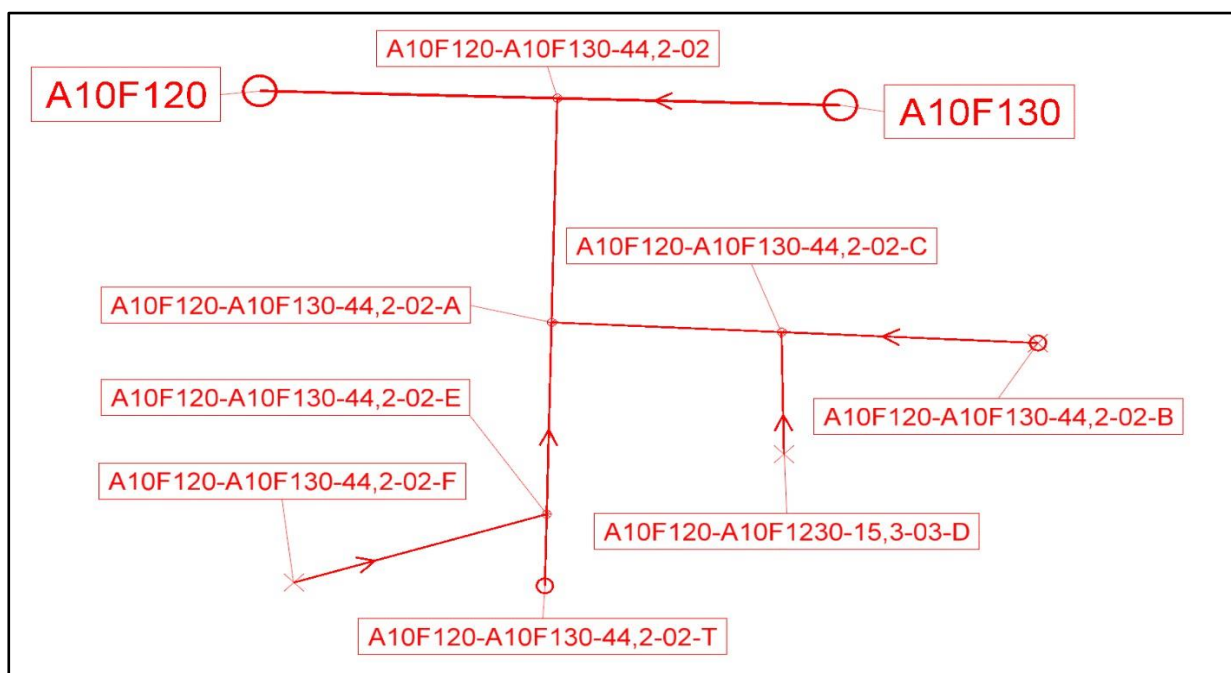 A10F120-A10F130-44,2-02
A10F120
A10F130
A10F120-A10F130-44,2-02-C
A10F120-A10F130-44,2-02-A
A10F120-A10F130-44,2-02-E
A10F120-A10F130-44,2-02-B
A10F120-A10F130-44,2-02-F
A10F120-A10F1230-15,3-03-D
A10F120-A10F130-44,2-02-T